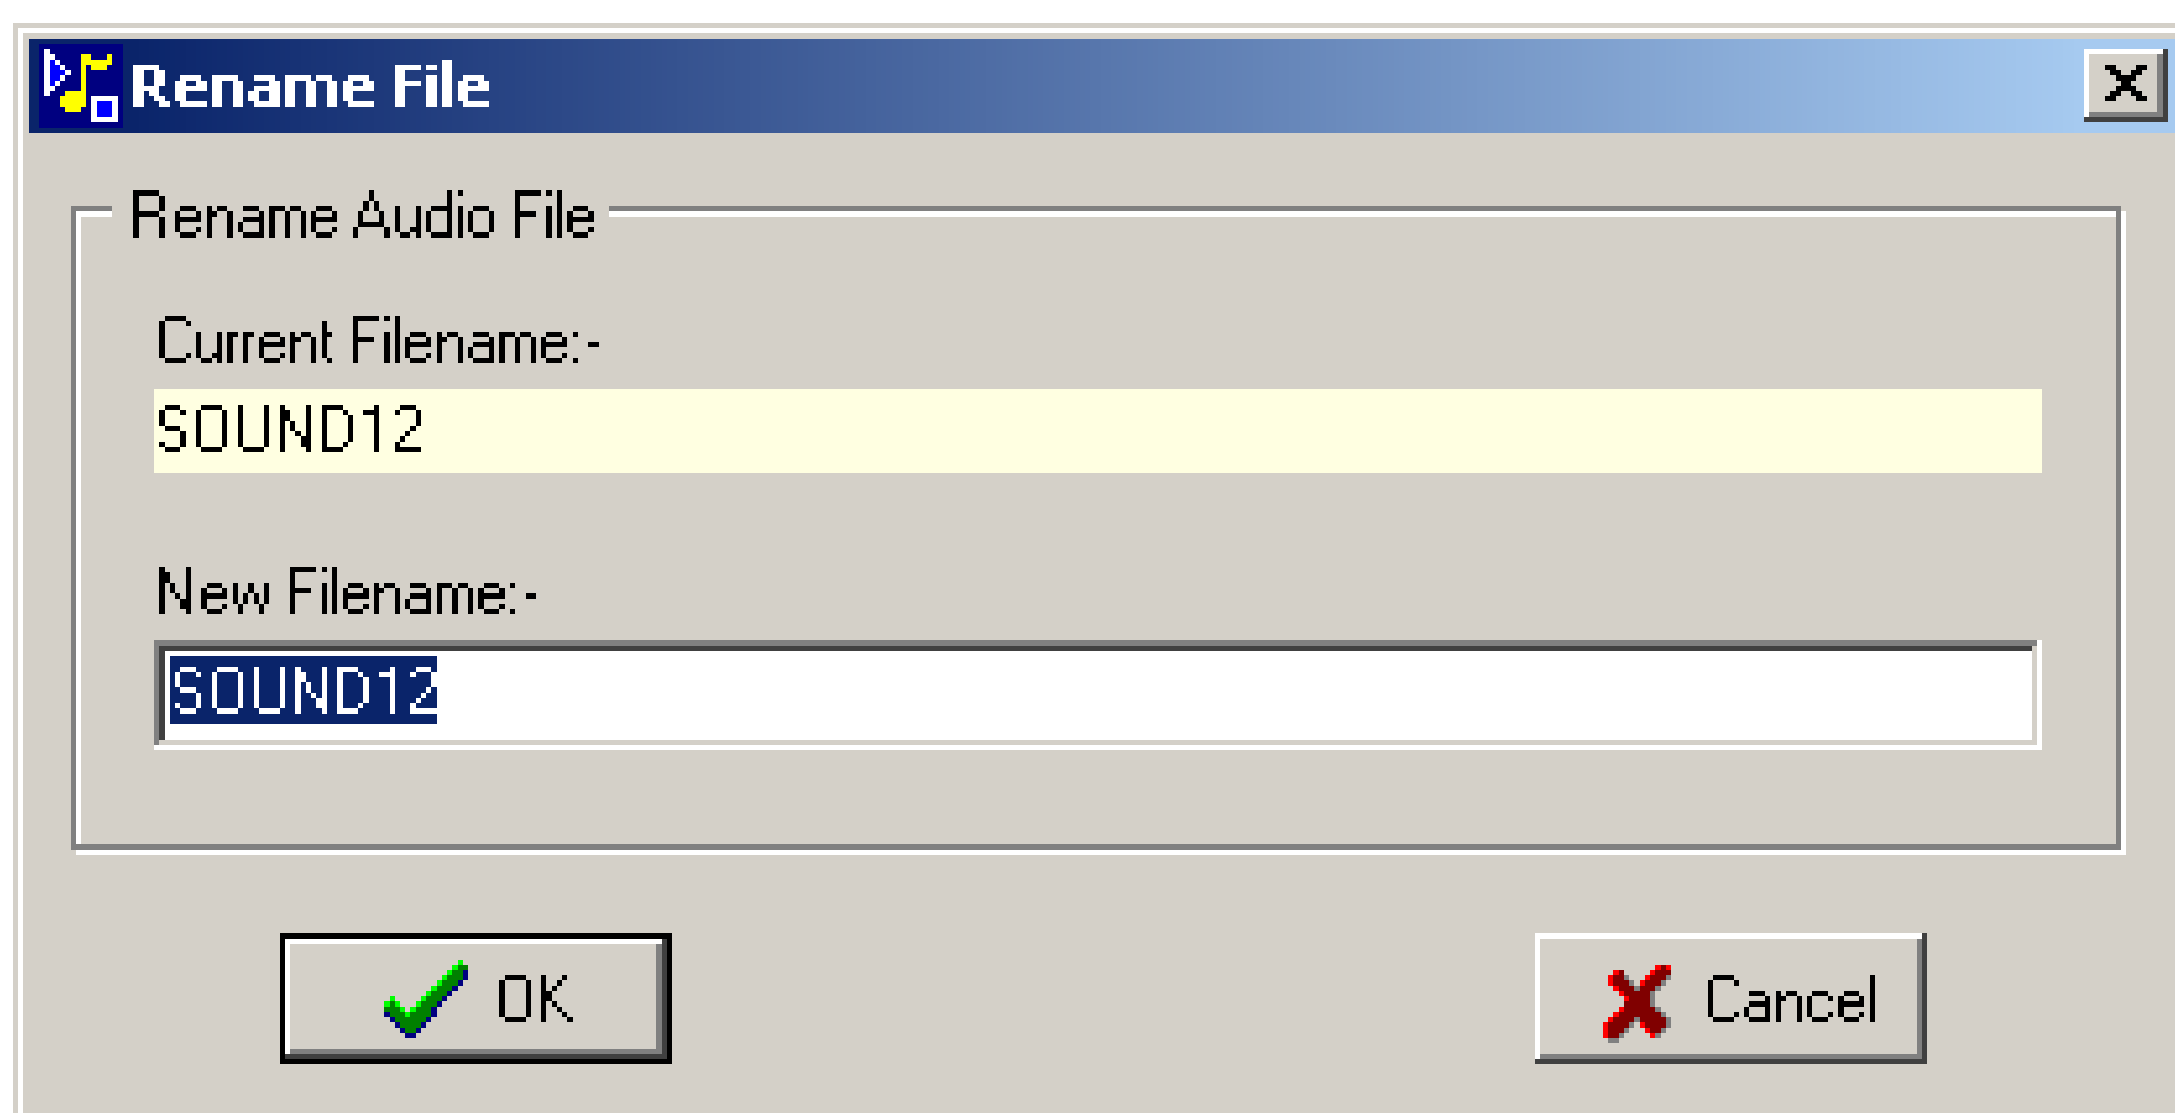 Rename File
Rename Audio File
Current Filename:-
SOUND12
New Filename:-
SOUND12
OK
Cancel